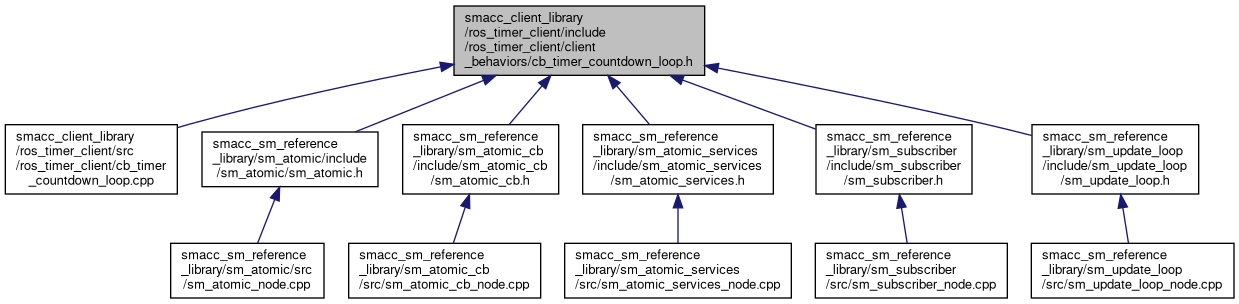 smacc_client_library
/ros_timer_client/include
/ros_timer_client/client
_behaviors/cb_timer_countdown_loop.h
smacc_client_library
/ros_timer_client/src
/ros_timer_client/cb_timer
_countdown_loop.cpp
smacc_sm_reference
_library/sm_atomic/include
/sm_atomic/sm_atomic.h
smacc_sm_reference
_library/sm_atomic_cb
/include/sm_atomic_cb
/sm_atomic_cb.h
smacc_sm_reference
_library/sm_atomic_services
/include/sm_atomic_services
/sm_atomic_services.h
smacc_sm_reference
_library/sm_subscriber
/include/sm_subscriber
/sm_subscriber.h
smacc_sm_reference
_library/sm_update_loop
/include/sm_update_loop
/sm_update_loop.h
smacc_sm_reference
_library/sm_atomic/src
/sm_atomic_node.cpp
smacc_sm_reference
_library/sm_atomic_cb
/src/sm_atomic_cb_node.cpp
smacc_sm_reference
_library/sm_atomic_services
/src/sm_atomic_services_node.cpp
smacc_sm_reference
_library/sm_subscriber
/src/sm_subscriber_node.cpp
smacc_sm_reference
_library/sm_update_loop
/src/sm_update_loop_node.cpp